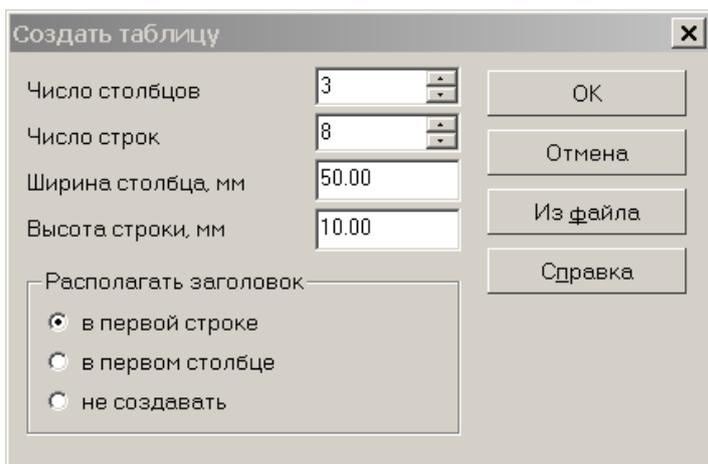 Создать таблицу
Число столбцов 3
Число строк 8
Ширина столбца, мм 50.00
Высота строки, мм 10.00
Располагать заголовок
в первой строке
в первом столбце
не создавать
OK
Отмена
Из файла
Справка